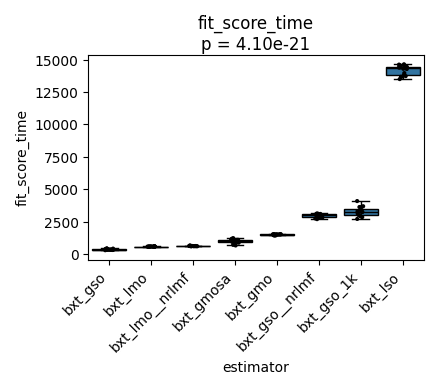 fit_score_time
p = 4.10e-21
15000
12500
10000
7500
5000
2500
0
fit_score_time
bxt_gso
bxt_lmo
bxt_lmo__nrlmf
bxt_gmosa
bxt_gmo
bxt_gso__nrlmf
bxt_gso_1k
bxt_lso
estimator